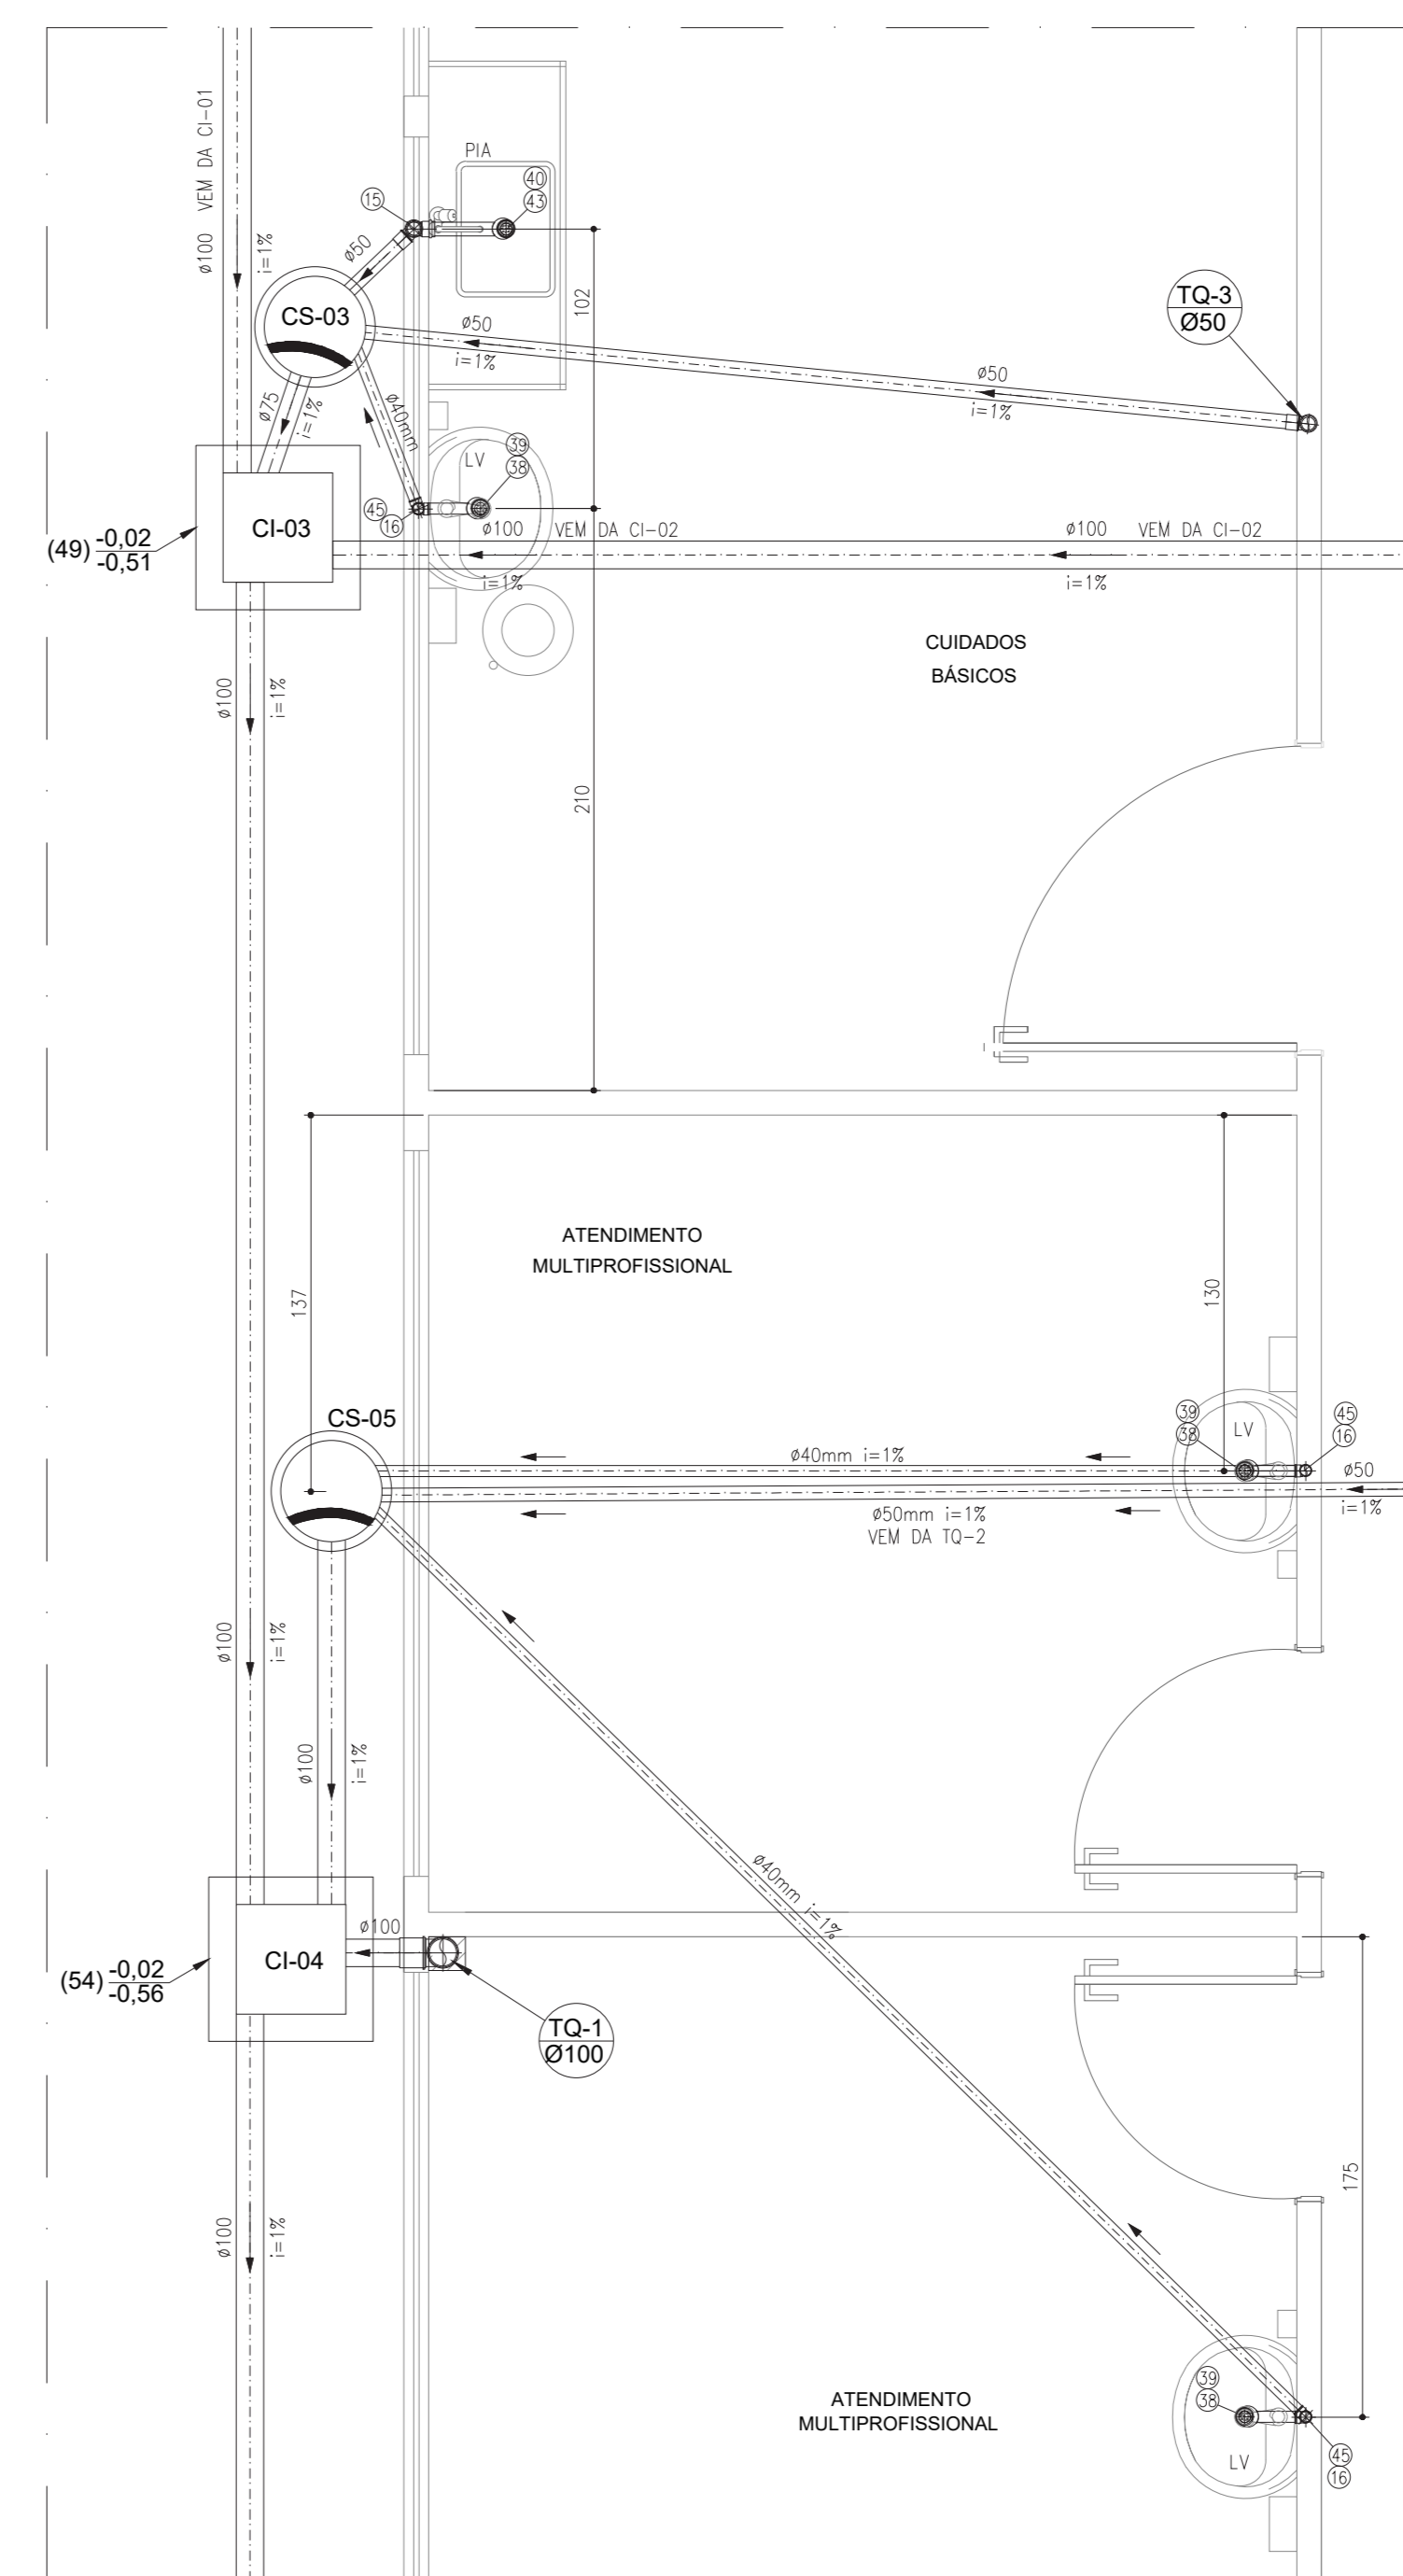 ø100 VEM DA CI-01
i=1%
PIA
40
43
15
ø50
CS-03
102
TQ-3
Ø50
ø50
i=1%
ø50
i=1%
ø75
i=1%
ø40mm
LV
39
38
45
16
CI-03
(49) -0,02
-0,51
ø100 VEM DA CI-02
i=1%
ø100 VEM DA CI-02
i=1%
CUIDADOS
BÁSICOS
ø100
i=1%
210
ATENDIMENTO
MULTIPROFISSIONAL
137
130
CS-05
39
38
LV
45
16
ø40mm i=1%
ø50
i=1%
ø50mm i=1%
VEM DA TQ-2
ø100
i=1%
ø100
i=1%
ø40mm i=1%
ø100
CI-04
(54) -0,02
-0,56
TQ-1
Ø100
175
ø100
i=1%
39
38
ATENDIMENTO
MULTIPROFISSIONAL
LV
45
16